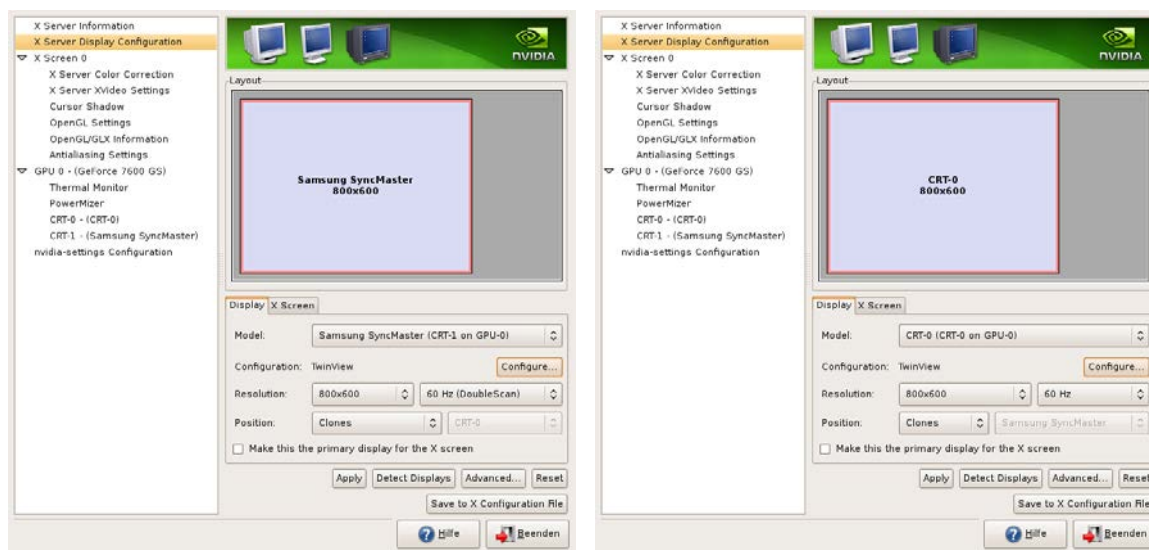 X Server Information
X Server Display Configuration
X Screen 0
X Server Color Correction
X Server XVideo Settings
Cursor Shadow
OpenGL Settings
OpenGL/GLX Information
Antialiasing Settings
GPU 0 - (GeForce 7600 GS)
Thermal Monitor
PowerMizer
CRT-0 - (CRT-0)
CRT-1 - (Samsung SyncMaster)
nvidia-settings Configuration
NVIDIA
Layout
Samsung SyncMaster
800x600
Display X Screen
Model: Samsung SyncMaster (CRT-1 on GPU-0)
Configuration: TwinView Configure...
Resolution: 800x600 60 Hz (DoubleScan)
Position: Clones CRT-0
Make this the primary display for the X screen
Apply Detect Displays Advanced... Reset
Save to X Configuration File
Hilfe Beenden
X Server Information
X Server Display Configuration
X Screen 0
X Server Color Correction
X Server XVideo Settings
Cursor Shadow
OpenGL Settings
OpenGL/GLX Information
Antialiasing Settings
GPU 0 - (GeForce 7600 GS)
Thermal Monitor
PowerMizer
CRT-0 - (CRT-0)
CRT-1 - (Samsung SyncMaster)
nvidia-settings Configuration
NVIDIA
Layout
CRT-0
800x600
Display X Screen
Model: CRT-0 (CRT-0 on GPU-0)
Configuration: TwinView Configure...
Resolution: 800x600 60 Hz
Position: Clones Samsung SyncMaster
Make this the primary display for the X screen
Apply Detect Displays Advanced... Reset
Save to X Configuration File
Hilfe Beenden